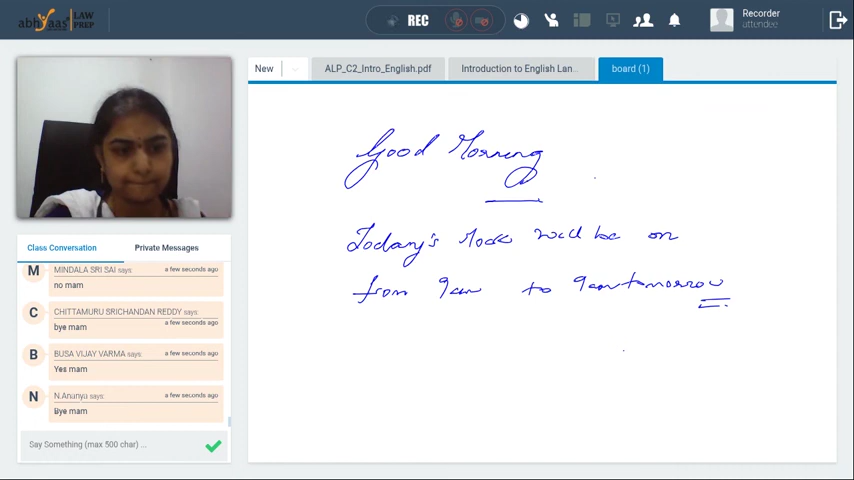 abhyaas LAW PREP
REC
Recorder
attendee
New
ALP_C2_Intro_English.pdf
Introduction to English Lan...
board (1)
Good Morning
Today's Mock will be on
from 9am to 9am tomorrow
Class Conversation
Private Messages
M
MINDALA SRI SAI says:
a few seconds ago
no mam
C
CHITTAMURU SRICHANDAN REDDY says:
a few seconds ago
bye mam
B
BUSA VIJAY VARMA says:
a few seconds ago
Yes mam
N
N.Ananya says:
a few seconds ago
Bye mam
Say Something (max 500 char) ...